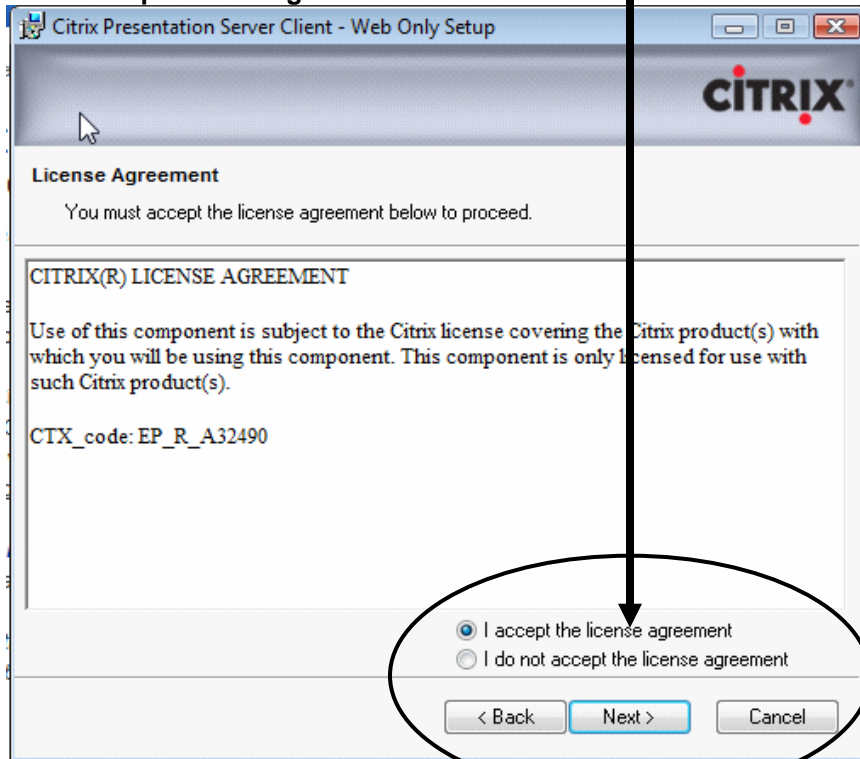 Citrix Presentation Server Client - Web Only Setup
CITRIX
License Agreement
You must accept the license agreement below to proceed.
CITRIX(R) LICENSE AGREEMENT
Use of this component is subject to the Citrix license covering the Citrix product(s) with
which you will be using this component. This component is only licensed for use with
such Citrix product(s).
CTX_code: EP_R_A32490
I accept the license agreement
I do not accept the license agreement
< Back Next > Cancel